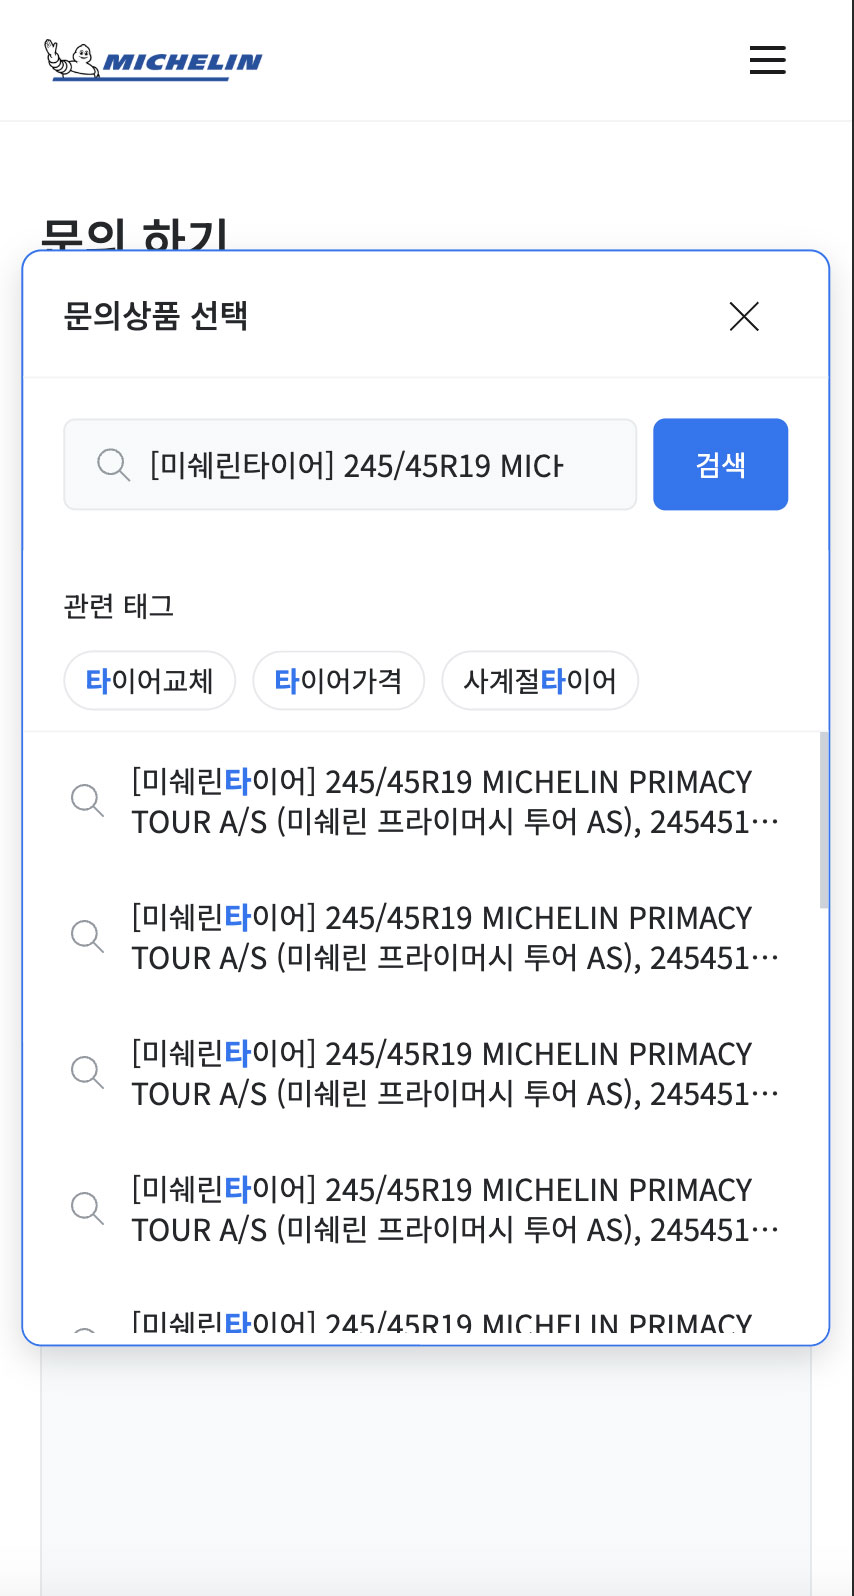 MICHELIN
문의 하기
문의상품 선택
[미쉐린타이어] 245/45R19 MICH
검색
관련 태그
타이어교체
타이어가격
사계절타이어
[미쉐린타이어] 245/45R19 MICHELIN PRIMACY
TOUR A/S (미쉐린 프라이머시 투어 AS), 245451…
[미쉐린타이어] 245/45R19 MICHELIN PRIMACY
TOUR A/S (미쉐린 프라이머시 투어 AS), 245451…
[미쉐린타이어] 245/45R19 MICHELIN PRIMACY
TOUR A/S (미쉐린 프라이머시 투어 AS), 245451…
[미쉐린타이어] 245/45R19 MICHELIN PRIMACY
TOUR A/S (미쉐린 프라이머시 투어 AS), 245451…
[미쉐린타이어] 245/45R19 MICHELIN PRIMACY